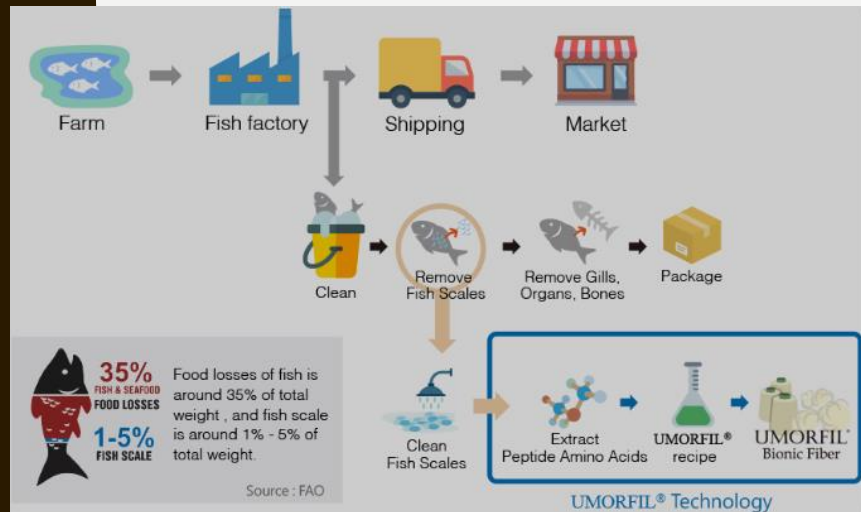 Farm
Fish factory
Shipping
Market
Clean
Remove
Fish Scales
Remove Gills,
Organs, Bones
Package
35%
FISH & SEAFOOD
FOOD LOSSES
1-5%
FISH SCALE
Food losses of fish is
around 35% of total
weight , and fish scale
is around 1% - 5% of
total weight.
Source : FAO
Clean
Fish Scales
Extract
Peptide Amino Acids
UMORFIL®
recipe
UMORFIL®
Bionic Fiber
UMORFIL® Technology